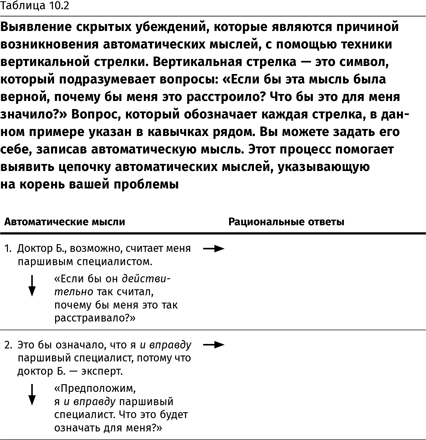 Таблица 10.2
Выявление скрытых убеждений, которые являются причиной
возникновения автоматических мыслей, с помощью техники
вертикальной стрелки. Вертикальная стрелка — это символ,
который подразумевает вопросы: «Если бы эта мысль была
верной, почему бы меня это расстроило? Что бы это для меня
значило?» Вопрос, который обозначает каждая стрелка, в дан-
ном примере указан в кавычках рядом. Вы можете задать его
себе, записав автоматическую мысль. Этот процесс помогает
выявить цепочку автоматических мыслей, указывающую
на корень вашей проблемы
Автоматические мысли Рациональные ответы
1. Доктор Б., возможно, считает меня
паршивым специалистом.
«Если бы он действи-
тельно так считал,
почему бы меня это так
расстраивало?»
2. Это бы означало, что я и вправду
паршивый специалист, потому что
доктор Б. — эксперт.
«Предположим,
я и вправду паршивый
специалист. Что это будет
означать для меня?»